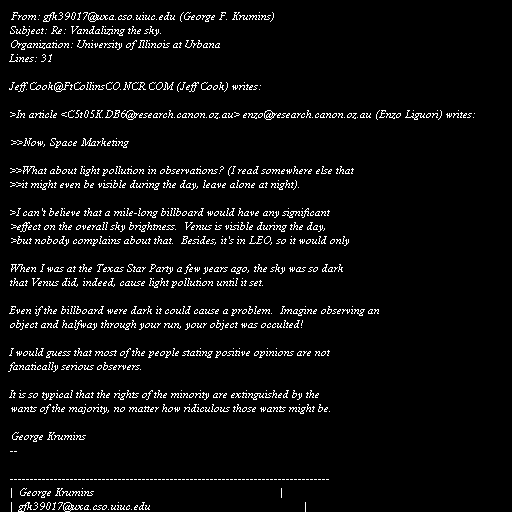 From: gfk39017@uxa.cso.uiuc.edu (George F. Krumins)
Subject: Re: Vandalizing the sky.
Organization: University of Illinois at Urbana
Lines: 31
Jeff.Cook@FtCollinsCO.NCR.COM (Jeff Cook) writes:
>In article <C5t05K.DB6@research.canon.oz.au> enzo@research.canon.oz.au (Enzo Liguori) writes:
>>Now, Space Marketing
>>What about light pollution in observations? (I read somewhere else that
>>it might even be visible during the day, leave alone at night).
>I can't believe that a mile-long billboard would have any significant
>effect on the overall sky brightness.  Venus is visible during the day,
>but nobody complains about that.  Besides, it's in LEO, so it would only
When I was at the Texas Star Party a few years ago, the sky was so dark
that Venus did, indeed, cause light pollution until it set.
Even if the billboard were dark it could cause a problem.  Imagine observing an
object and halfway through your run, your object was occulted!
I would guess that most of the people stating positive opinions are not
fanatically serious observers.
It is so typical that the rights of the minority are extinguished by the
wants of the majority, no matter how ridiculous those wants might be.
George Krumins
--
--------------------------------------------------------------------------------
|  George Krumins                                                              |
|  gfk39017@uxa.cso.uiuc.edu                                                   |